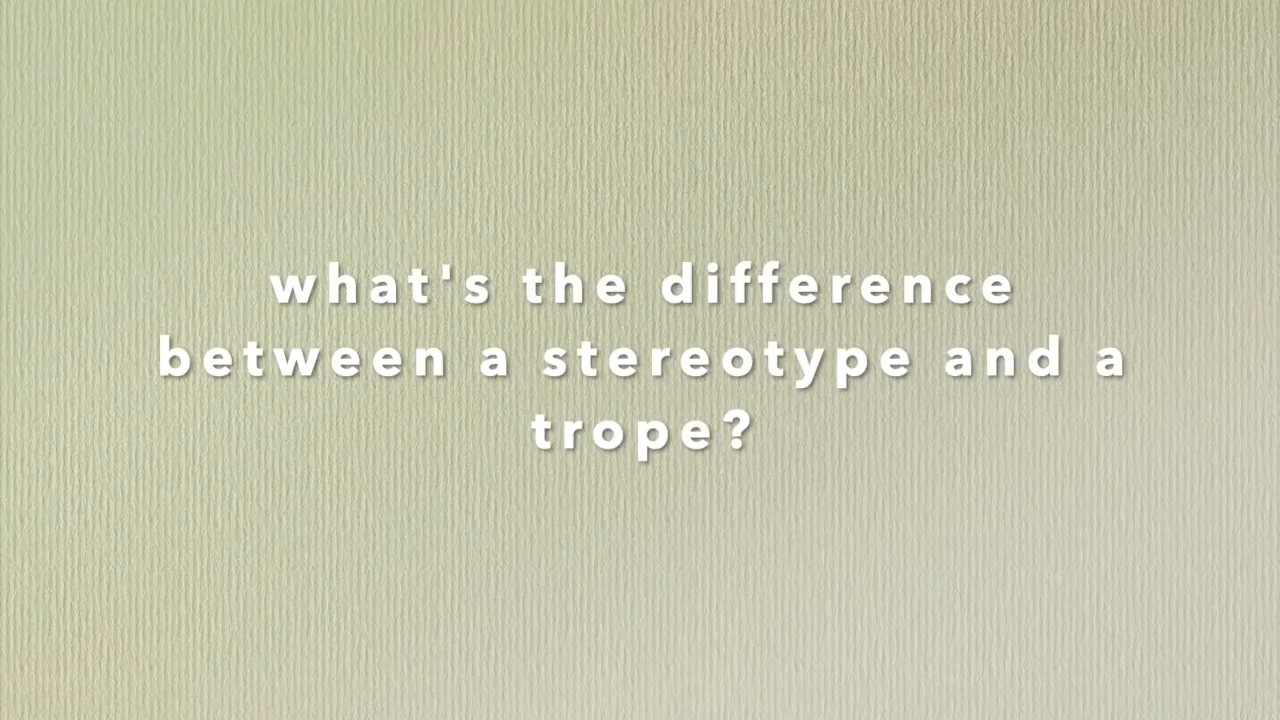 what's the difference
between a stereotype and a
trope?